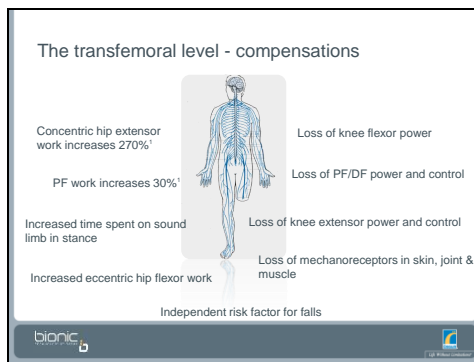 The transfemoral level - compensations
Concentric hip extensor
work increases 270%¹
Loss of knee flexor power
PF work increases 30%¹
Loss of PF/DF power and control
Increased time spent on sound
limb in stance
Loss of knee extensor power and control
Loss of mechanoreceptors in skin, joint &
muscle
Increased eccentric hip flexor work
Independent risk factor for falls
bionic
Life Without Limitations